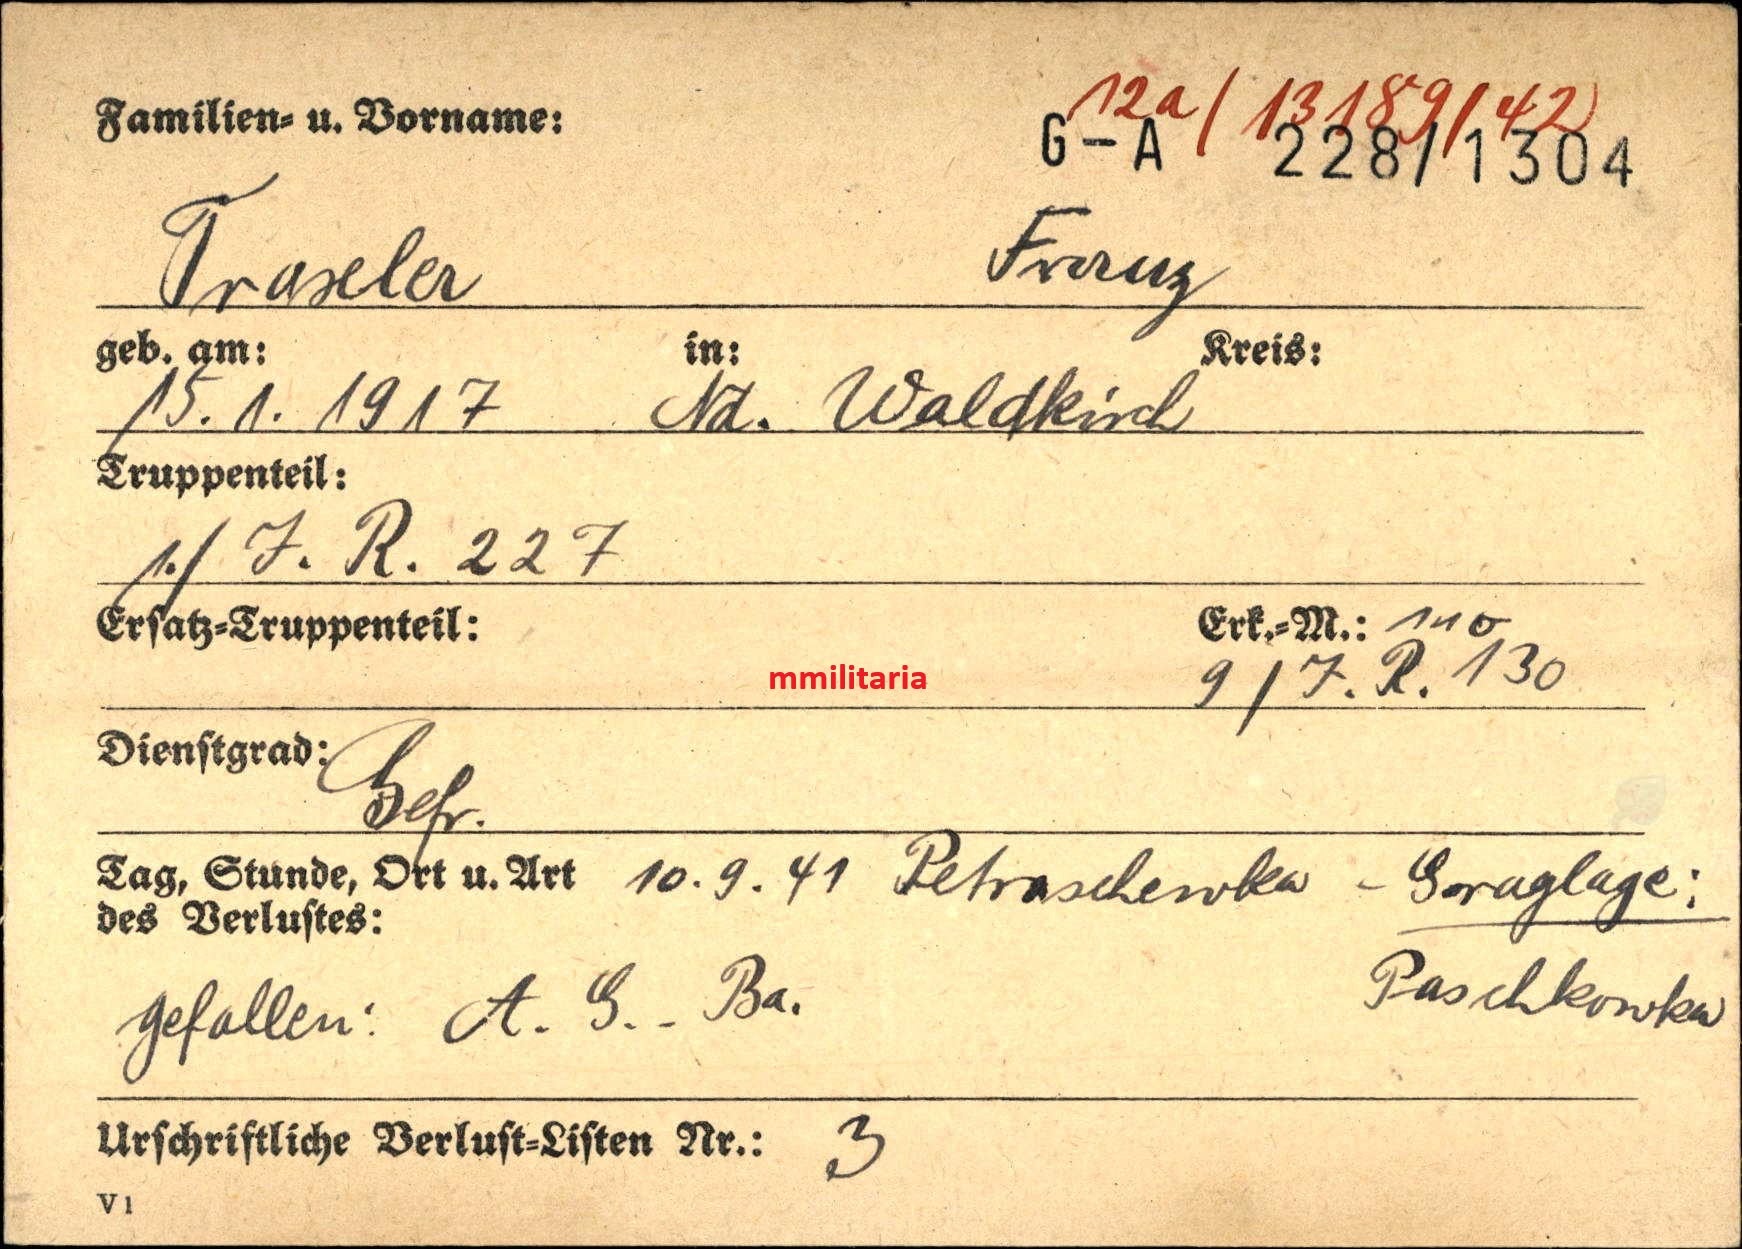 12a/13189/42
Familien- u. Vorname: G-A 228/1304
Traxler Franz
geb. am: in: Kreis:
15. 1. 1917 Nd. Waldkirch
Truppenteil:
1./ J. R. 227
Ersatz-Truppenteil: Erk.-M.: 110
mmilitaria 9 / J. R. 130
Dienstgrad: Gefr.
Tag, Stunde, Ort u. Art 10. 9. 41 Petraschewka - Grablage:
des Verlustes:
gefallen: A. G. - Ba. Paschkowka
Urschriftliche Verlust-Listen Nr.: 3
V 1